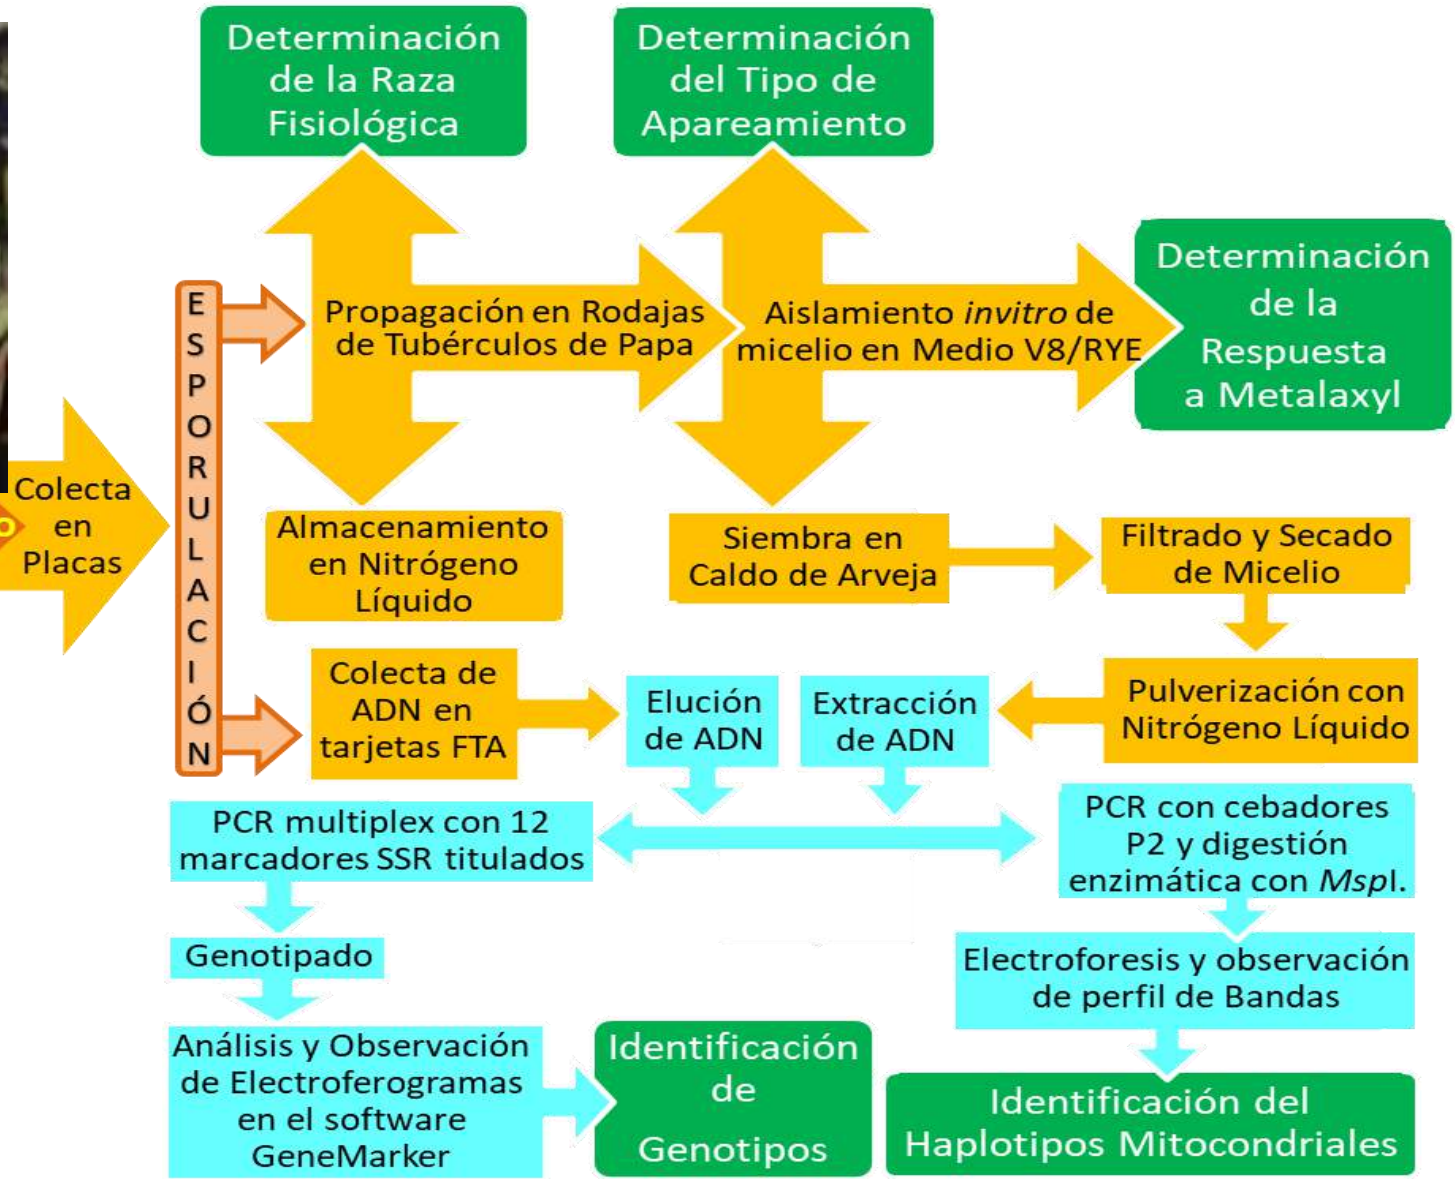 Determinación
de la Raza
Fisiológica
Determinación
del Tipo de
Apareamiento
Determinación
de la
Respuesta
a Metalaxyl
Propagación en Rodajas
de Tubérculos de Papa
Aislamiento invitro de
micelio en Medio V8/RYE
Colecta
en
Placas
E
S
P
O
R
U
L
A
C
I
Ó
N
Almacenamiento
en Nitrógeno
Líquido
Siembra en
Caldo de Arveja
Filtrado y Secado
de Micelio
Colecta de
ADN en
tarjetas FTA
Elución
de ADN
Extracción
de ADN
Pulverización con
Nitrógeno Líquido
PCR multiplex con 12
marcadores SSR titulados
PCR con cebadores
P2 y digestión
enzimática con MspI.
Genotipado
Electroforesis y observación
de perfil de Bandas
Análisis y Observación
de Electroferogramas
en el software
GeneMarker
Identificación
de
Genotipos
Identificación del
Haplotipos Mitocondriales